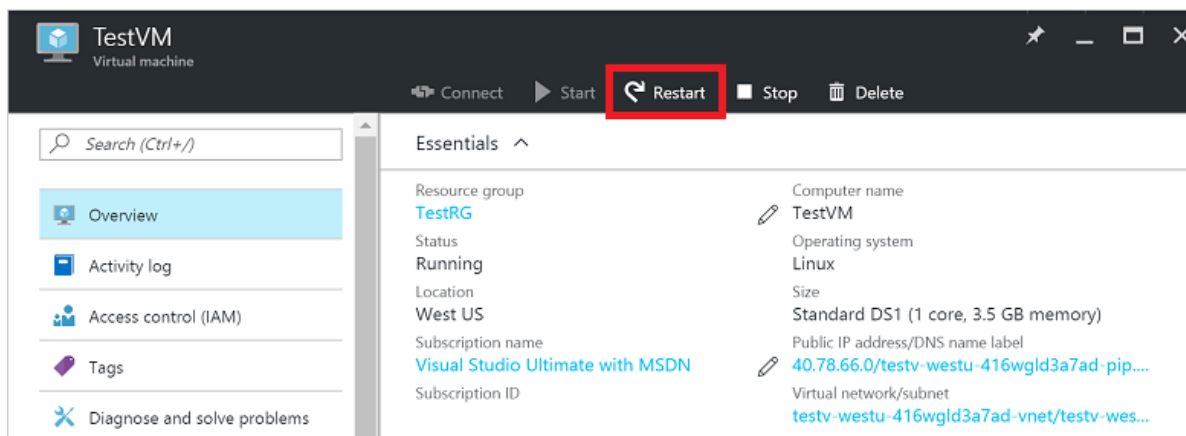 TestVM
Virtual machine
Connect Start Restart Stop Delete
Search (Ctrl+/)
Overview
Activity log
Access control (IAM)
Tags
Diagnose and solve problems
Essentials
Resource group
TestRG
Status
Running
Location
West US
Subscription name
Visual Studio Ultimate with MSDN
Subscription ID
Computer name
TestVM
Operating system
Linux
Size
Standard DS1 (1 core, 3.5 GB memory)
Public IP address/DNS name label
40.78.66.0/testv-westu-416wgld3a7ad-pip....
Virtual network/subnet
testv-westu-416wgld3a7ad-vnet/testv-wes...